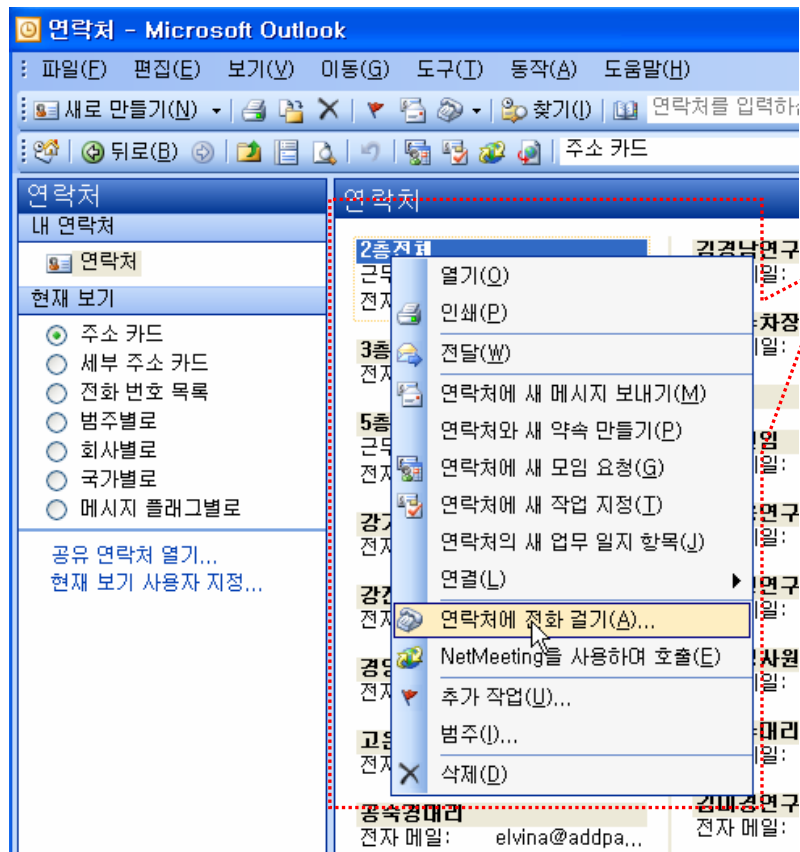 연락처 - Microsoft Outlook
파일(F) 편집(E) 보기(V) 이동(G) 도구(T) 동작(A) 도움말(H)
새로 만들기(N) 찾기(I) 연락처를 입력하
뒤로(B) 주소 카드
연락처
내 연락처
연락처
현재 보기
주소 카드
세부 주소 카드
전화 번호 목록
범주별로
회사별로
국가별로
메시지 플래그별로
공유 연락처 열기...
현재 보기 사용자 지정...
연락처
2층전체
근무
전자
3층
전자
5층
근무
전자
전자
전자
전자
전자
공숙경대리
전자 메일: elvina@addpa...
열기(O)
인쇄(P)
전달(W)
연락처에 새 메시지 보내기(M)
연락처와 새 약속 만들기(P)
연락처에 새 모임 요청(G)
연락처에 새 작업 지정(T)
연락처의 새 업무 일지 항목(J)
연결(L)
연락처에 전화 걸기(A)...
NetMeeting을 사용하여 호출(E)
추가 작업(U)...
범주(I)...
삭제(D)
김경남연구
일:
차장
일:
임
일:
연구
일:
연구
일:
사원
일:
대리
일:
김대경연구
전자 메일: